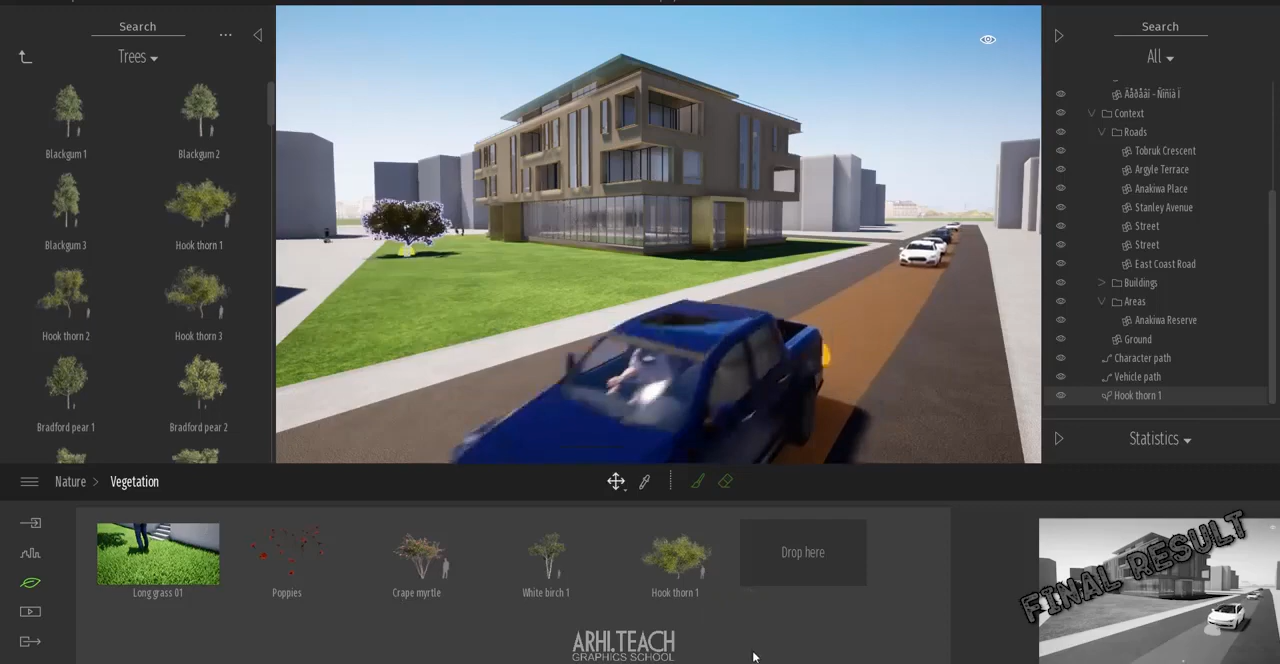 Search
...
Trees
Blackgum 1
Blackgum 2
Blackgum 3
Hook thorn 1
Hook thorn 2
Hook thorn 3
Bradford pear 1
Bradford pear 2
Search
All
Äåðåâî - Ñîñíà Ï
Context
Roads
Tobruk Crescent
Argyle Terrace
Anakiwa Place
Stanley Avenue
Street
Street
East Coast Road
Buildings
Areas
Anakiwa Reserve
Ground
Character path
Vehicle path
Hook thorn 1
Statistics
Nature > Vegetation
Long grass 01
Poppies
Crape myrtle
White birch 1
Hook thorn 1
Drop here
FINAL RESULT
ARHI.TEACH
GRAPHICS SCHOOL